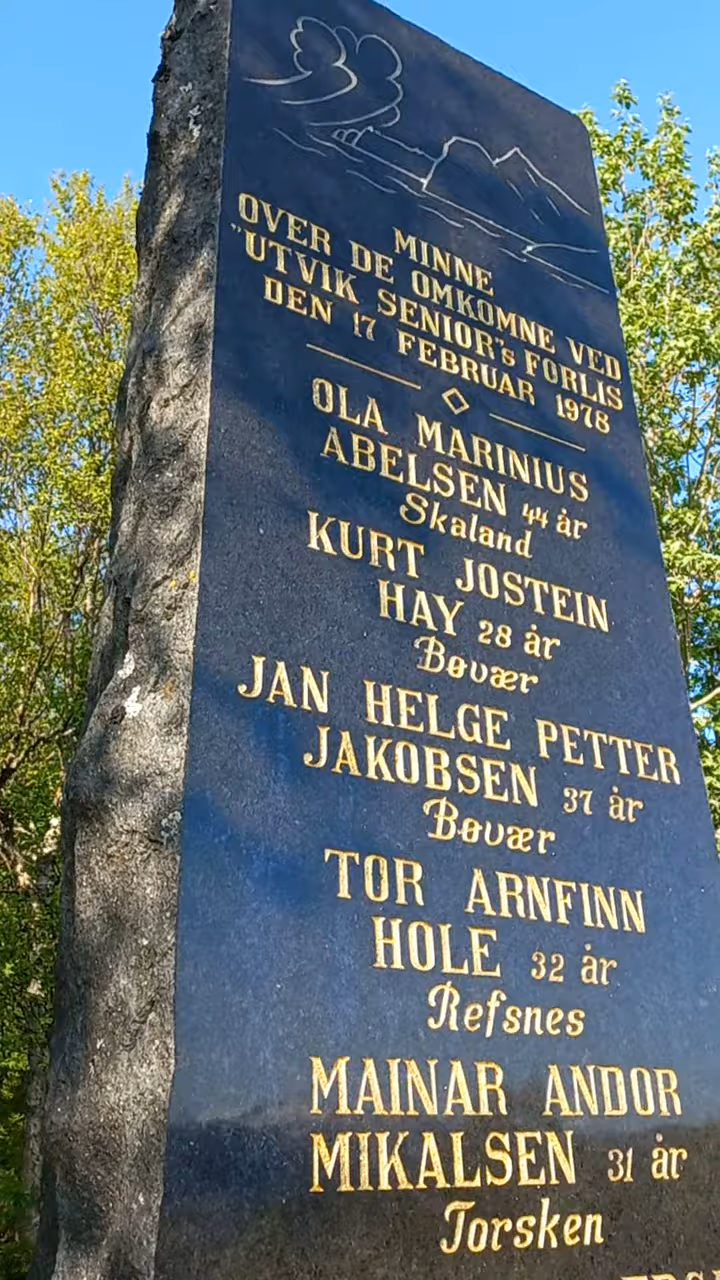 MINNE
OVER DE OMKOMNE VED
"UTVIK SENIOR's FORLIS
DEN 17 FEBRUAR 1978
OLA MARINIUS
ABELSEN 44 år
Skaland
KURT JOSTEIN
HAY 28 år
Bøvær
JAN HELGE PETTER
JAKOBSEN 37 år
Bøvær
TOR ARNFINN
HOLE 32 år
Refsnes
MAINAR ANDOR
MIKALSEN 31 år
Torsken